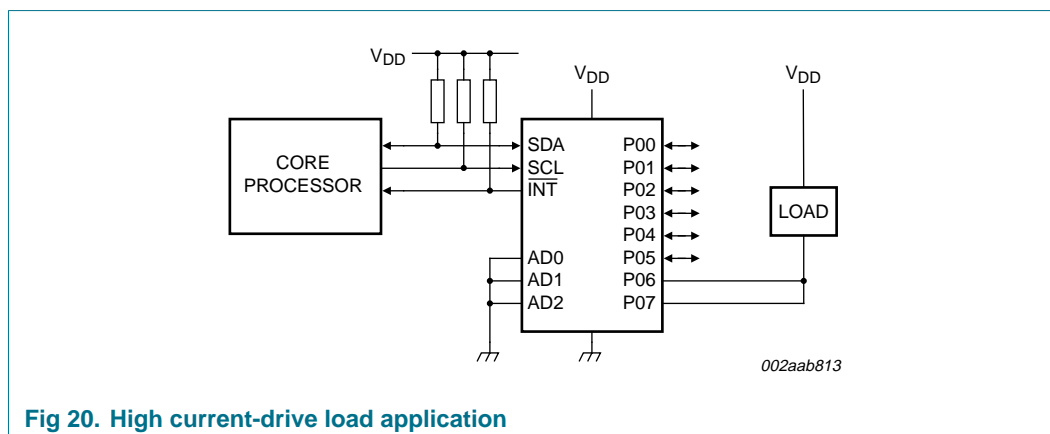 VDD
VDD
VDD
CORE
PROCESSOR
SDA
SCL
INT
AD0
AD1
AD2
P00
P01
P02
P03
P04
P05
P06
P07
LOAD
002aab813
Fig 20. High current-drive load application